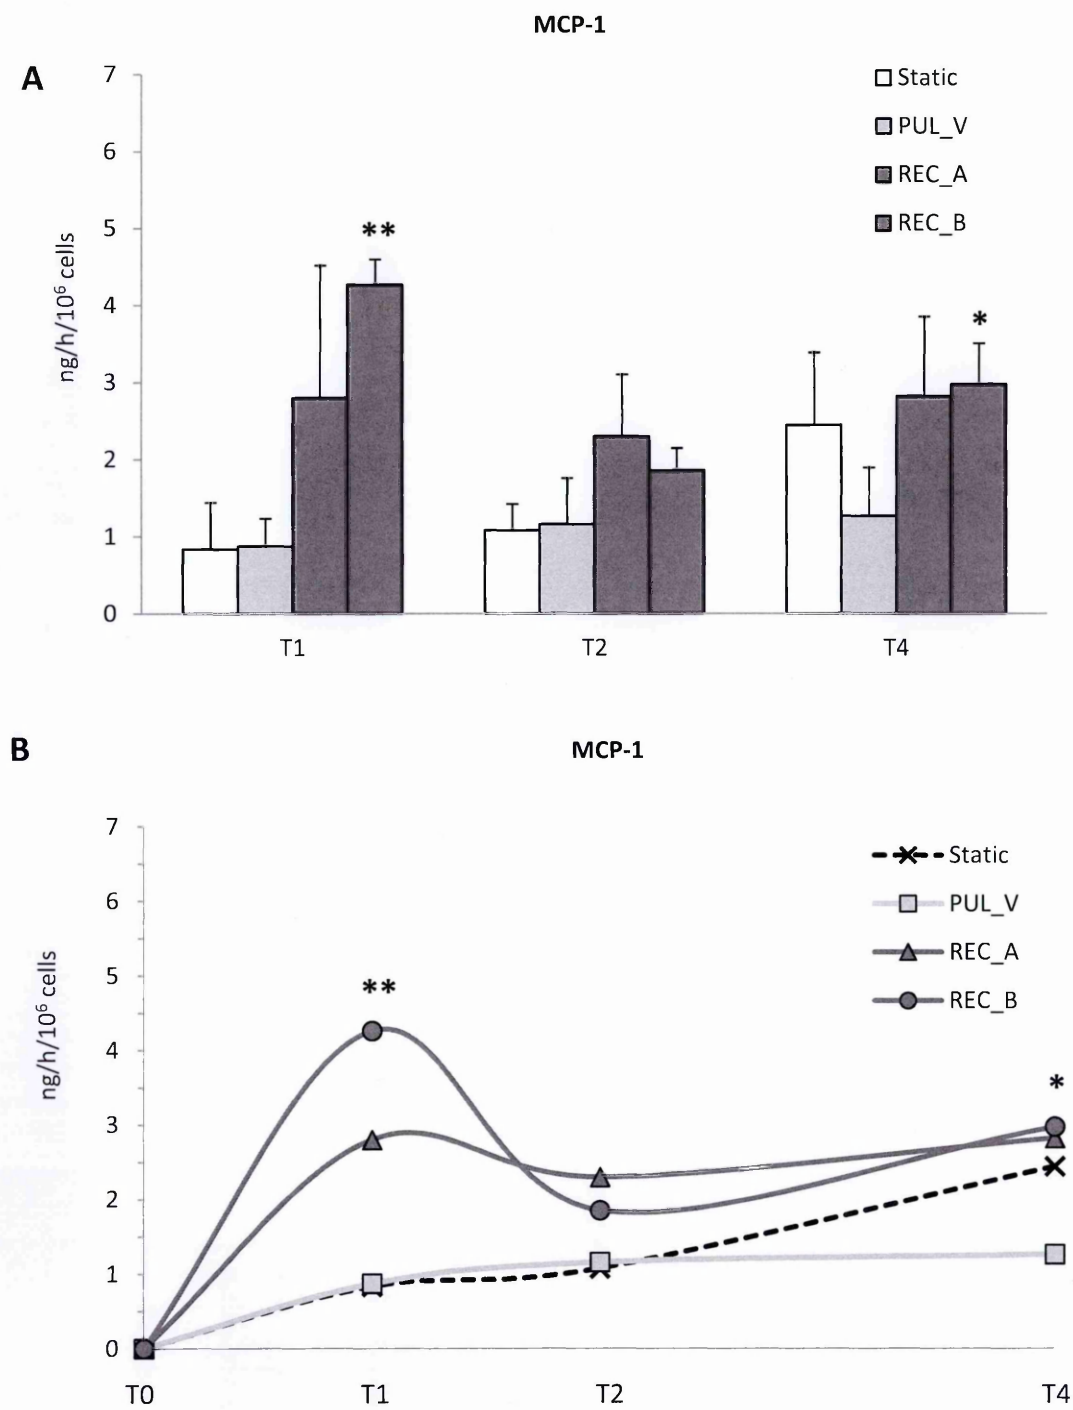 MCP-1
A
7
6
5
4
3
2
1
0
ng/h/10⁶ cells
Static
PUL_V
REC_A
REC_B
**
*
T1 T2 T4
B
MCP-1
7
6
5
4
3
2
1
0
ng/h/10⁶ cells
Static
PUL_V
REC_A
REC_B
**
*
T0 T1 T2 T4